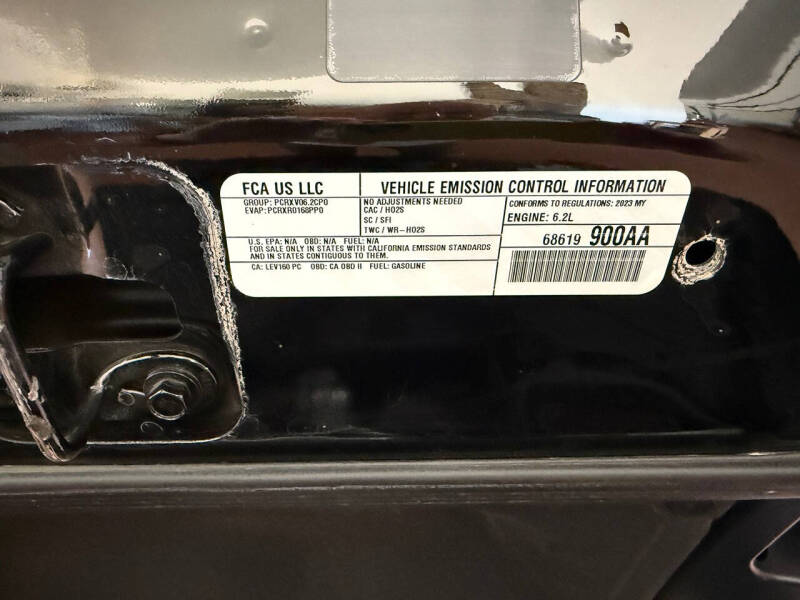 FCA US LLC
VEHICLE EMISSION CONTROL INFORMATION
GROUP: PCRXV06.2CP0
EVAP:PCRXR0168PP0
NO ADJUSTMENTS NEEDED
CAC / HO2S
SC / SFI
TWC / WR-HO2S
CONFORMS TO REGULATIONS: 2023 MY
ENGINE: 6.2L
U.S. EPA: N/A OBD: N/A FUEL: N/A
FOR SALE ONLY IN STATES WITH CALIFORNIA EMISSION STANDARDS
AND IN STATES CONTIGUOUS TO THEM.
CA: LEV160 PC OBD: CA OBD II FUEL: GASOLINE
68619 900AA